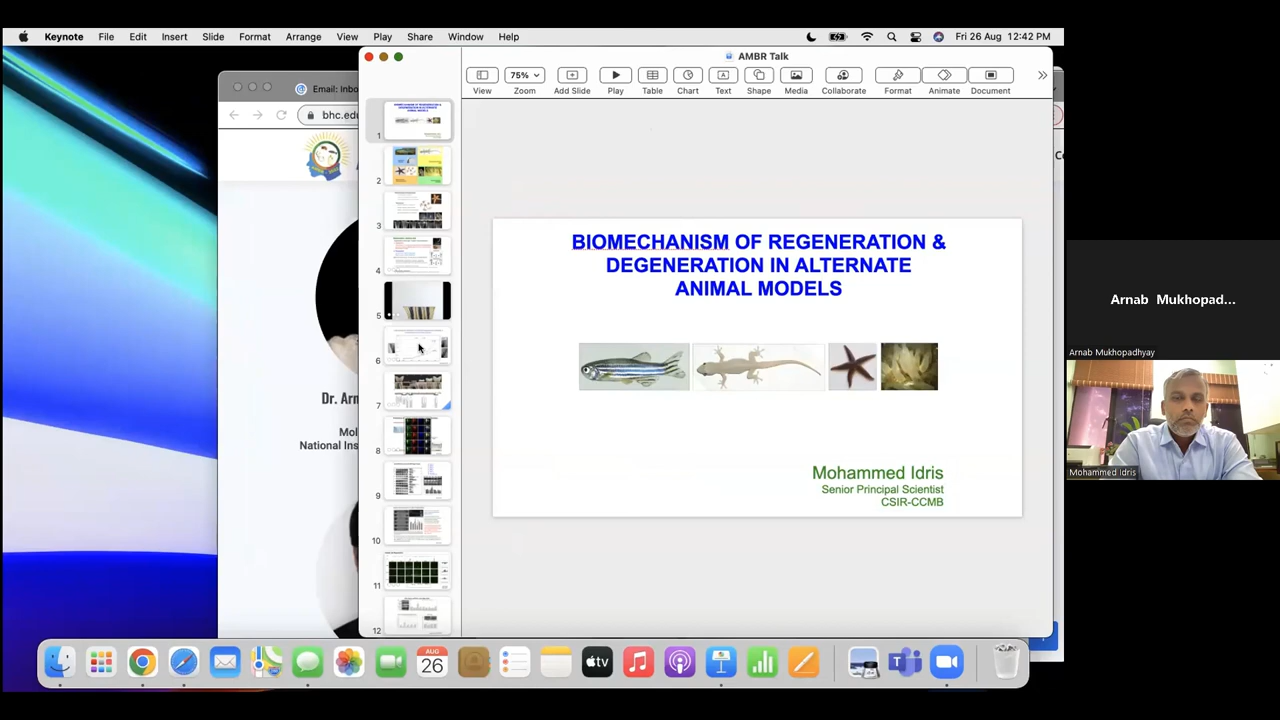 Keynote File Edit Insert Slide Format Arrange View Play Share Window Help
Fri 26 Aug 12:42 PM
Email: Inbo
bhc.edu
Dr. Arn
Mol
National Ins
AMBR Talk
75%
View Zoom Add Slide Play Table Chart Text Shape Media Collaborate Format Animate Document
1
2
3
4
5
6
7
8
9
10
11
12
BIOMECHANISM OF REGENERATION &
DEGENERATION IN ALTERNATE
ANIMAL MODELS
Mohammed Idris
Senior Principal Scientist
CSIR-CCMB
Arnab Mukhopad...
Arnab Mukhopadhyay
Mohammed Idris
AUG
26
tv